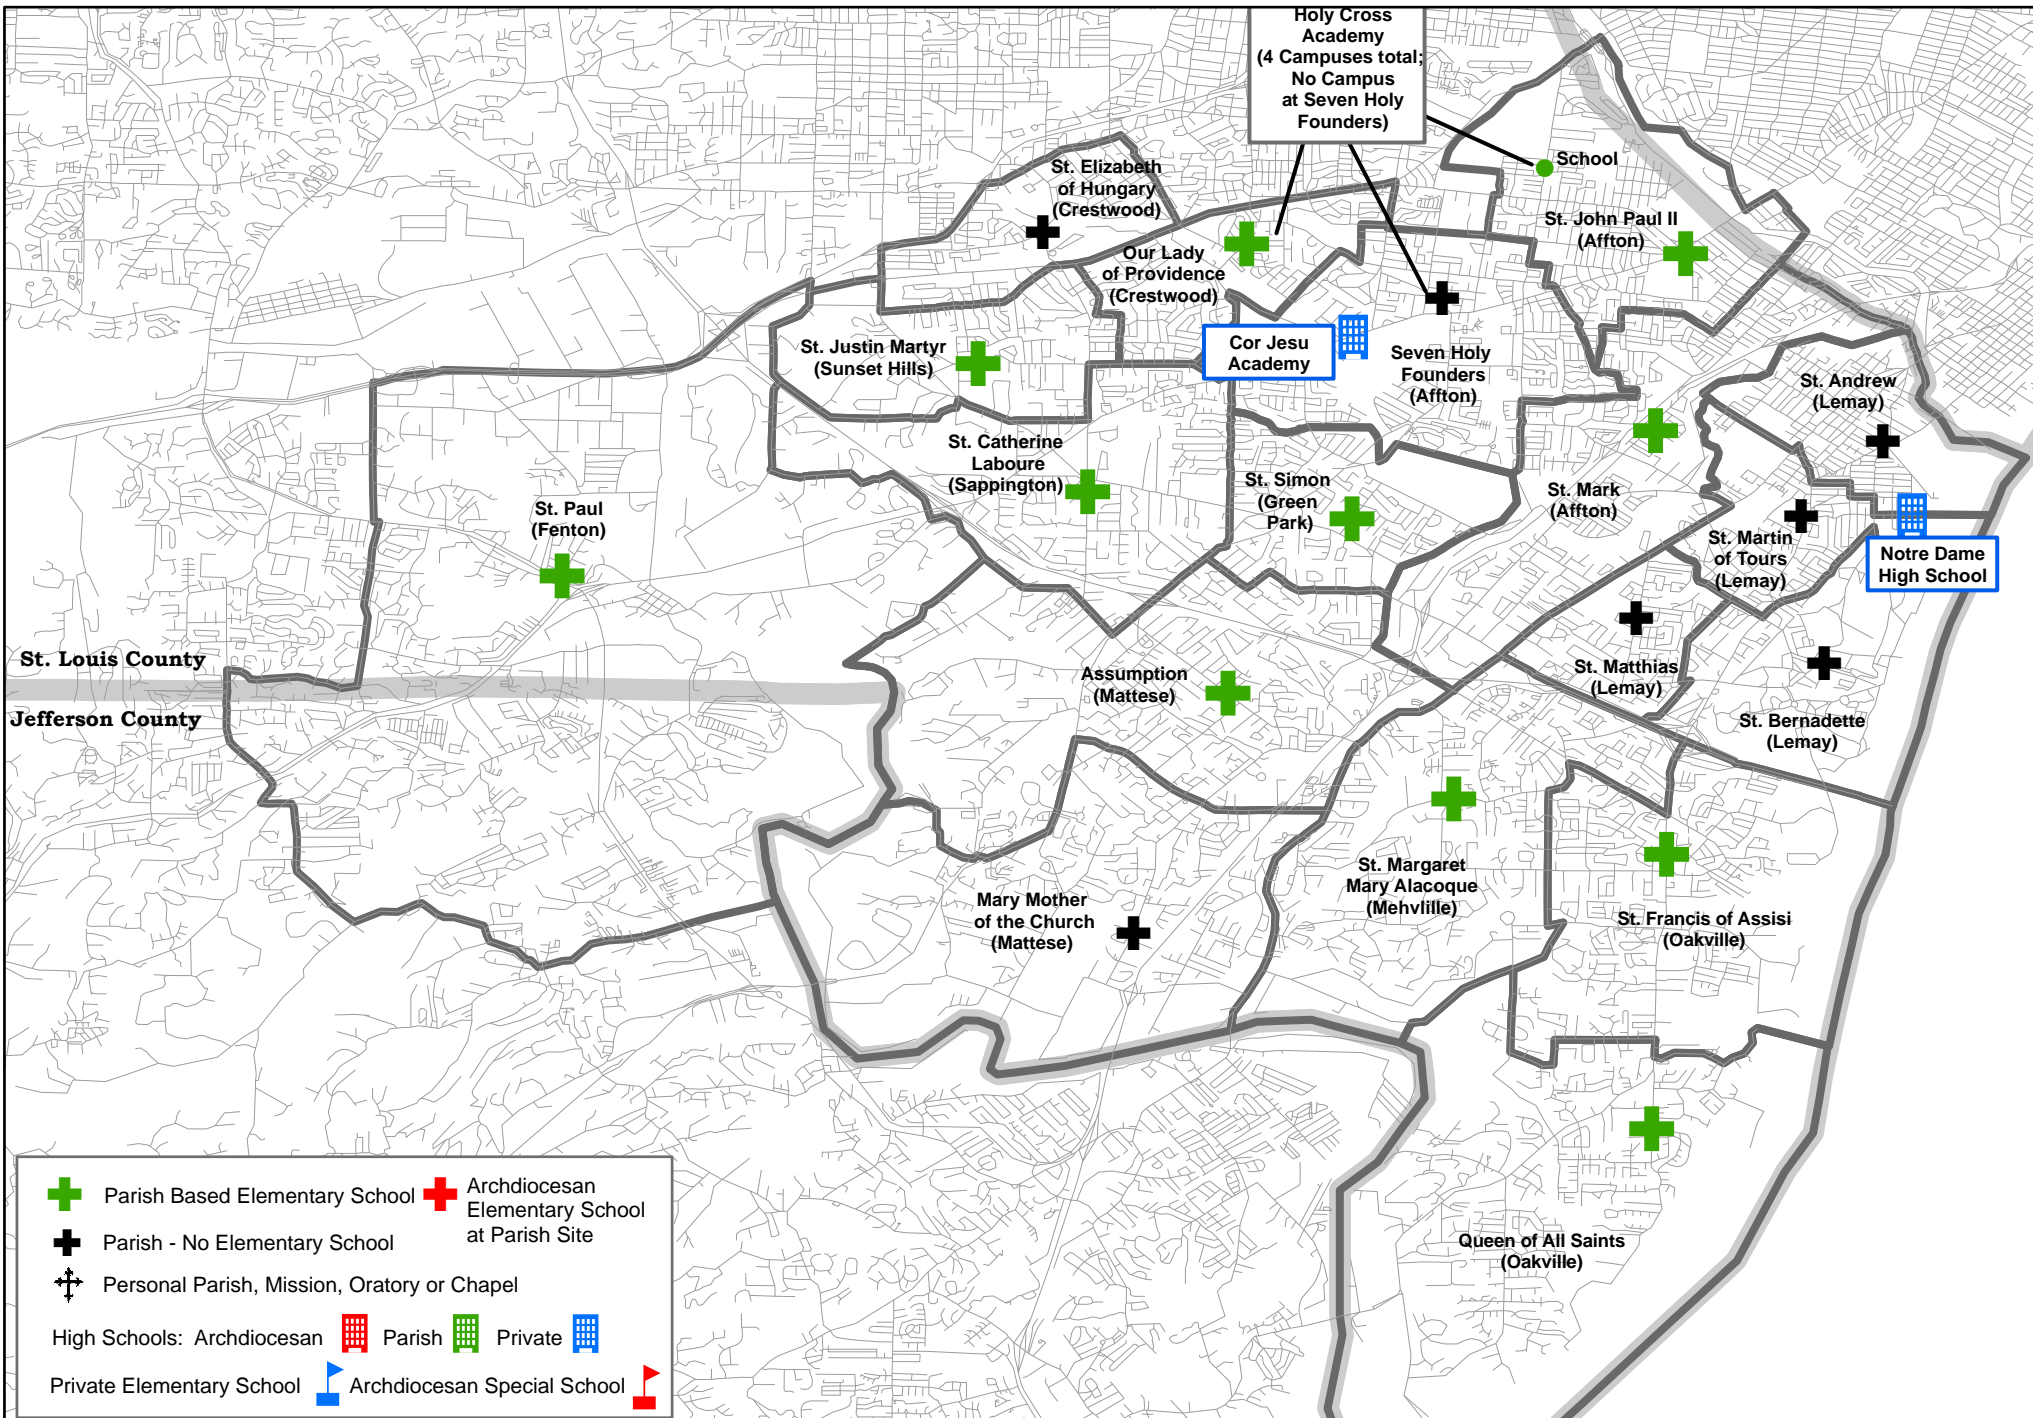 Holy Cross
Academy
(4 Campuses total;
No Campus
at Seven Holy
Founders)
School
St. Elizabeth
of Hungary
(Crestwood)
St. John Paul II
(Affton)
Our Lady
of Providence
(Crestwood)
St. Justin Martyr
(Sunset Hills)
Cor Jesu
Academy
Seven Holy
Founders
(Affton)
St. Andrew
(Lemay)
St. Catherine
Laboure
(Sappington)
St. Simon
(Green
Park)
St. Mark
(Affton)
St. Paul
(Fenton)
St. Martin
of Tours
(Lemay)
Notre Dame
High School
St. Louis County
Jefferson County
Assumption
(Mattese)
St. Matthias
(Lemay)
St. Bernadette
(Lemay)
St. Margaret
Mary Alacoque
(Mehvlille)
Mary Mother
of the Church
(Mattese)
St. Francis of Assisi
(Oakville)
Queen of All Saints
(Oakville)
Parish Based Elementary School
Archdiocesan
Elementary School
at Parish Site
Parish - No Elementary School
Personal Parish, Mission, Oratory or Chapel
High Schools: Archdiocesan Parish Private
Private Elementary School Archdiocesan Special School